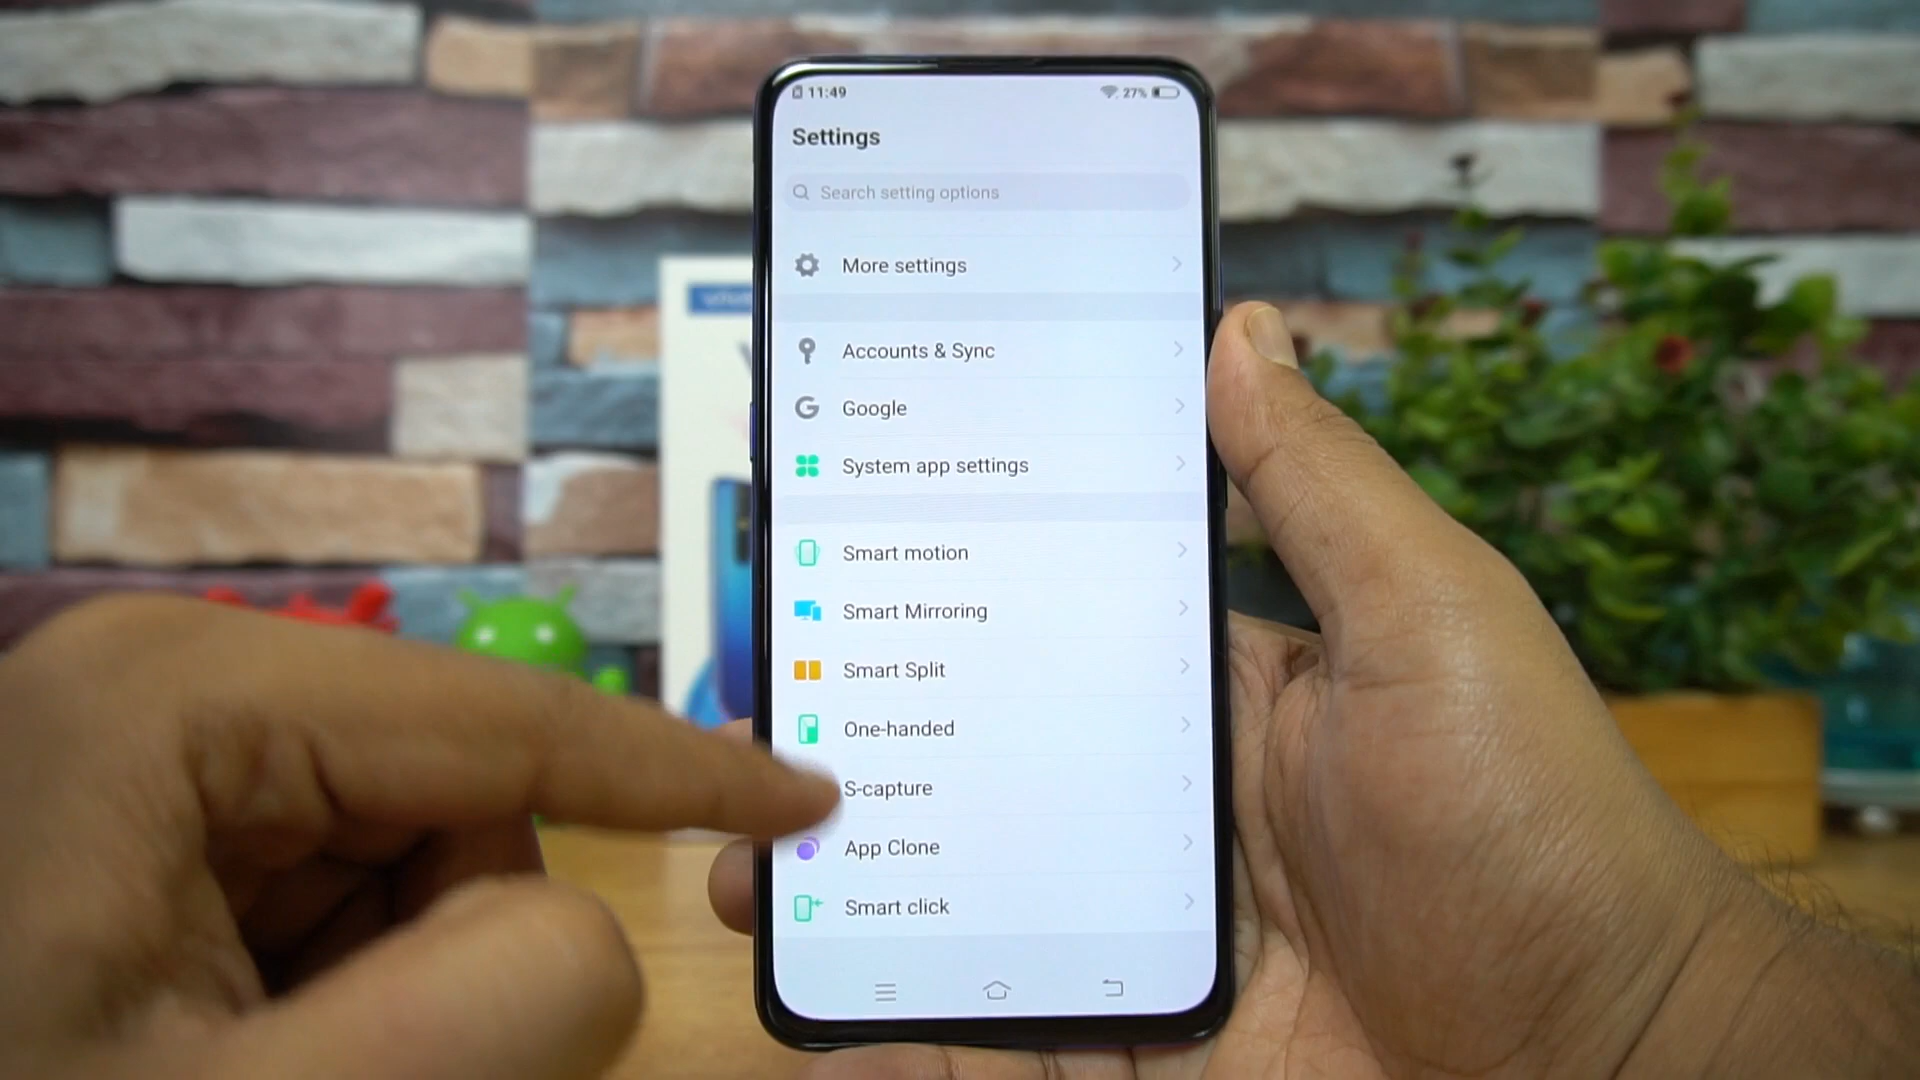 11:49
27%
Settings
Search setting options
More settings
Accounts & Sync
Google
System app settings
Smart motion
Smart Mirroring
Smart Split
One-handed
S-capture
App Clone
Smart click